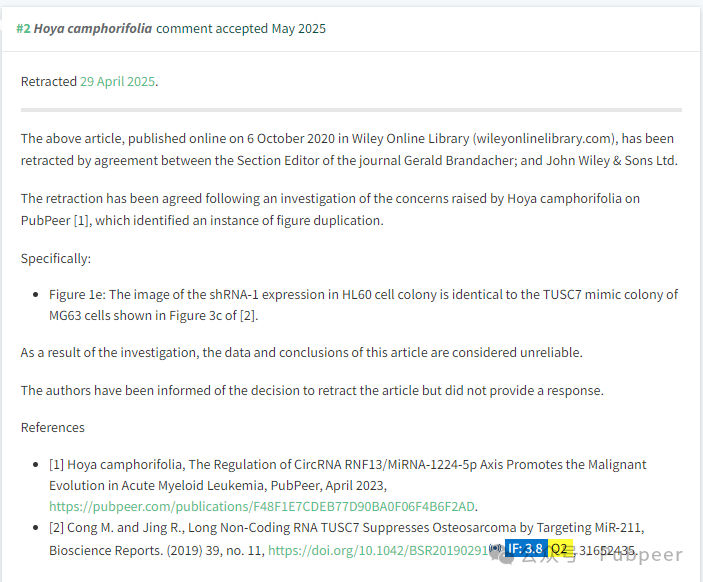 #2 Hoya camphorifolia comment accepted May 2025
Retracted 29 April 2025.
The above article, published online on 6 October 2020 in Wiley Online Library (wileyonlinelibrary.com), has been
retracted by agreement between the Section Editor of the journal Gerald Brandacher; and John Wiley & Sons Ltd.
The retraction has been agreed following an investigation of the concerns raised by Hoya camphorifolia on
PubPeer [1], which identified an instance of figure duplication.
Specifically:
• Figure 1e: The image of the shRNA-1 expression in HL60 cell colony is identical to the TUSC7 mimic colony of
MG63 cells shown in Figure 3c of [2].
As a result of the investigation, the data and conclusions of this article are considered unreliable.
The authors have been informed of the decision to retract the article but did not provide a response.
References
• [1] Hoya camphorifolia, The Regulation of CircRNA RNF13/MiRNA-1224-5p Axis Promotes the Malignant
Evolution in Acute Myeloid Leukemia, PubPeer, April 2023,
https://pubpeer.com/publications/F48F1E7CDEB77D90BA0F06F4B6F2AD.
• [2] Cong M. and Jing R., Long Non-Coding RNA TUSC7 Suppresses Osteosarcoma by Targeting MiR-211,
Bioscience Reports. (2019) 39, no. 11, https://doi.org/10.1042/BSR20190291 IF: 3.8 Q2, 31652435.
公众号 · Pubpeer